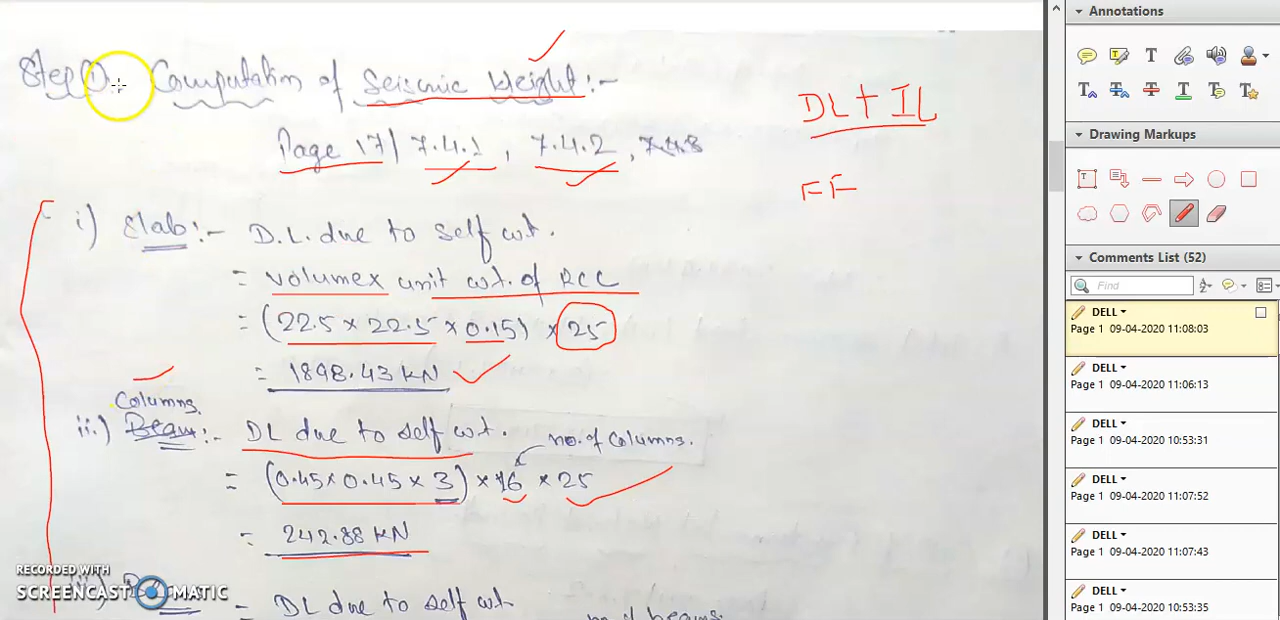 Step ① :- Computation of Seismic Weight :-
DL + IL
Page 17/ 7.4.1 , 7.4.2 , 7.4.3
FF
i) Slab :- D.L. due to self wt.
= volume x unit wt. of RCC
= (22.5 × 22.5 × 0.15) × 25
= 1898.43 KN
Columns.
ii.) Beam :- DL due to self wt. no. of columns.
= (0.45 × 0.45 × 3) × 16 × 25
= 242.88 KN
= DL due to self wt
no. of beams
RECORDED WITH
SCREENCAST MATIC
Annotations
Drawing Markups
Comments List (52)
Find
DELL
Page 1 09-04-2020 11:08:03
DELL
Page 1 09-04-2020 11:06:13
DELL
Page 1 09-04-2020 10:53:31
DELL
Page 1 09-04-2020 11:07:52
DELL
Page 1 09-04-2020 11:07:43
DELL
Page 1 09-04-2020 10:53:35